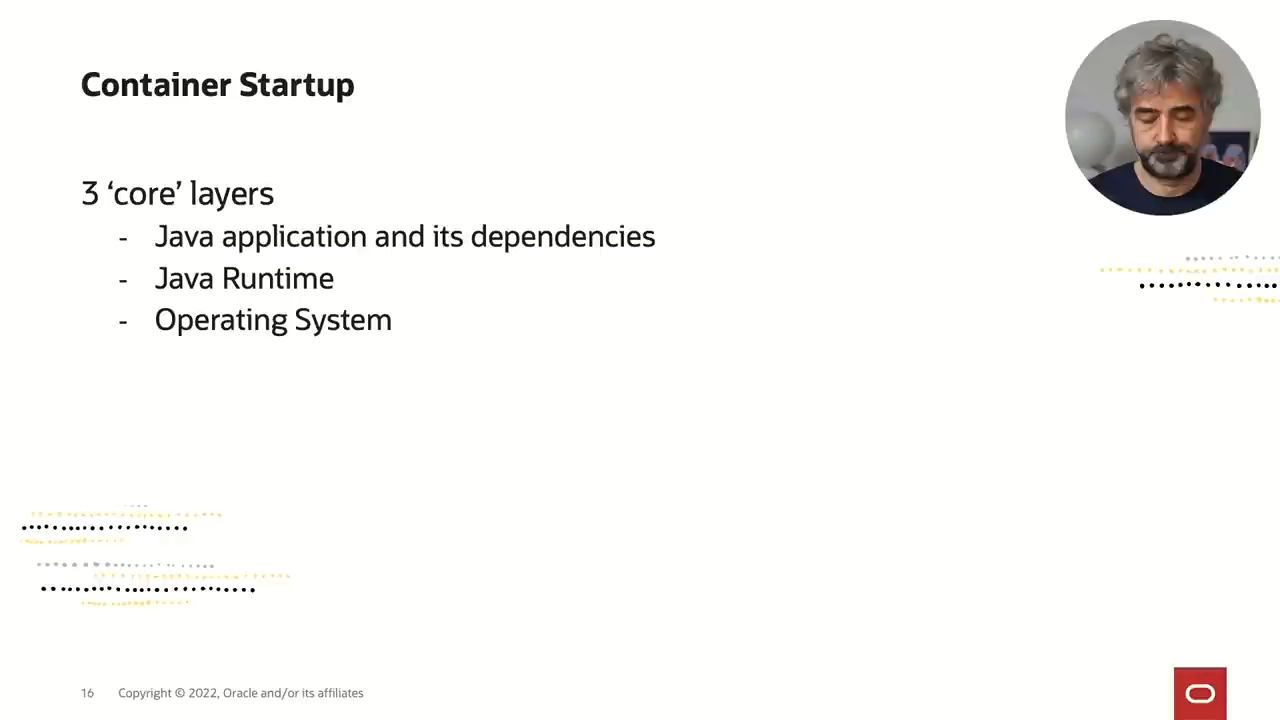 Container Startup
3 ‘core’ layers
- Java application and its dependencies
- Java Runtime
- Operating System
16 Copyright © 2022, Oracle and/or its affiliates